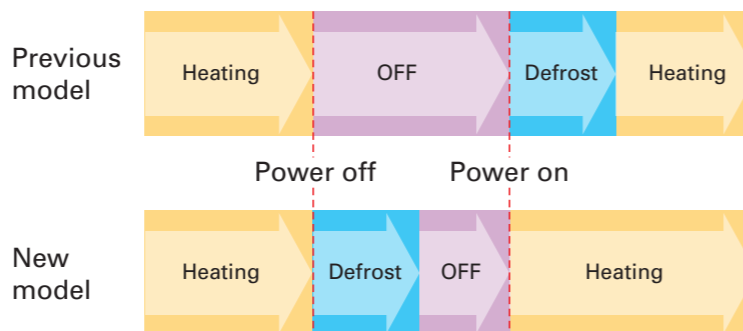 Previous
model
Heating
OFF
Defrost
Heating
Power off
Power on
New
model
Heating
Defrost
OFF
Heating